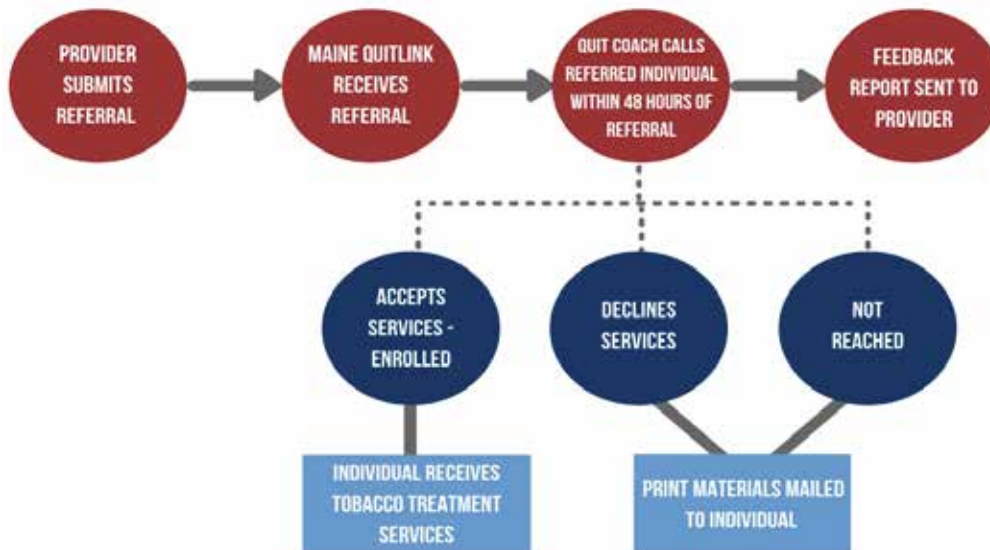 PROVIDER
SUBMITS
REFERRAL
MAINE QUITLINK
RECEIVES
REFERRAL
QUIT COACH CALLS
REFERRED INDIVIDUAL
WITHIN 48 HOURS OF
REFERRAL
FEEDBACK
REPORT SENT TO
PROVIDER
ACCEPTS
SERVICES -
ENROLLED
DECLINES
SERVICES
NOT
REACHED
INDIVIDUAL RECEIVES
TOBACCO TREATMENT
SERVICES
PRINT MATERIALS MAILED
TO INDIVIDUAL